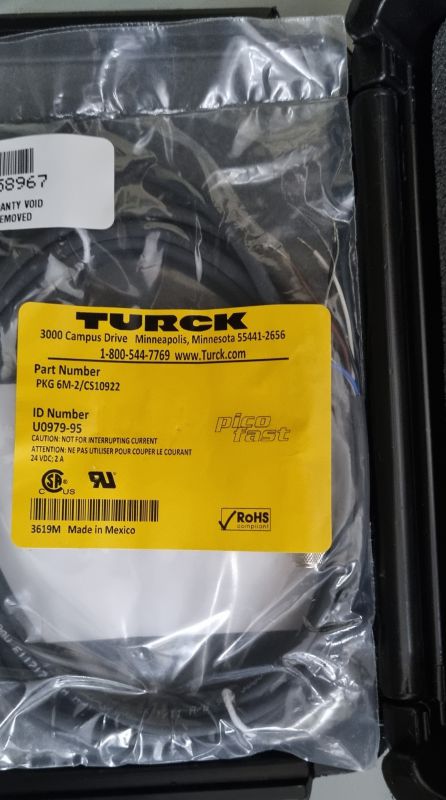 68967
ANTY VOID
EMOVED
TURCK
3000 Campus Drive Minneapolis, Minnesota 55441-2656
1-800-544-7769 www.Turck.com
Part Number
PKG 6M-2/CS10922
ID Number
U0979-95
CAUTION: NOT FOR INTERRUPTING CURRENT
ATTENTION: NE PAS UTILISER POUR COUPER LE COURANT
24 VDC; 2 A
pico
fast
C US
3619M Made in Mexico
RoHS
compliant